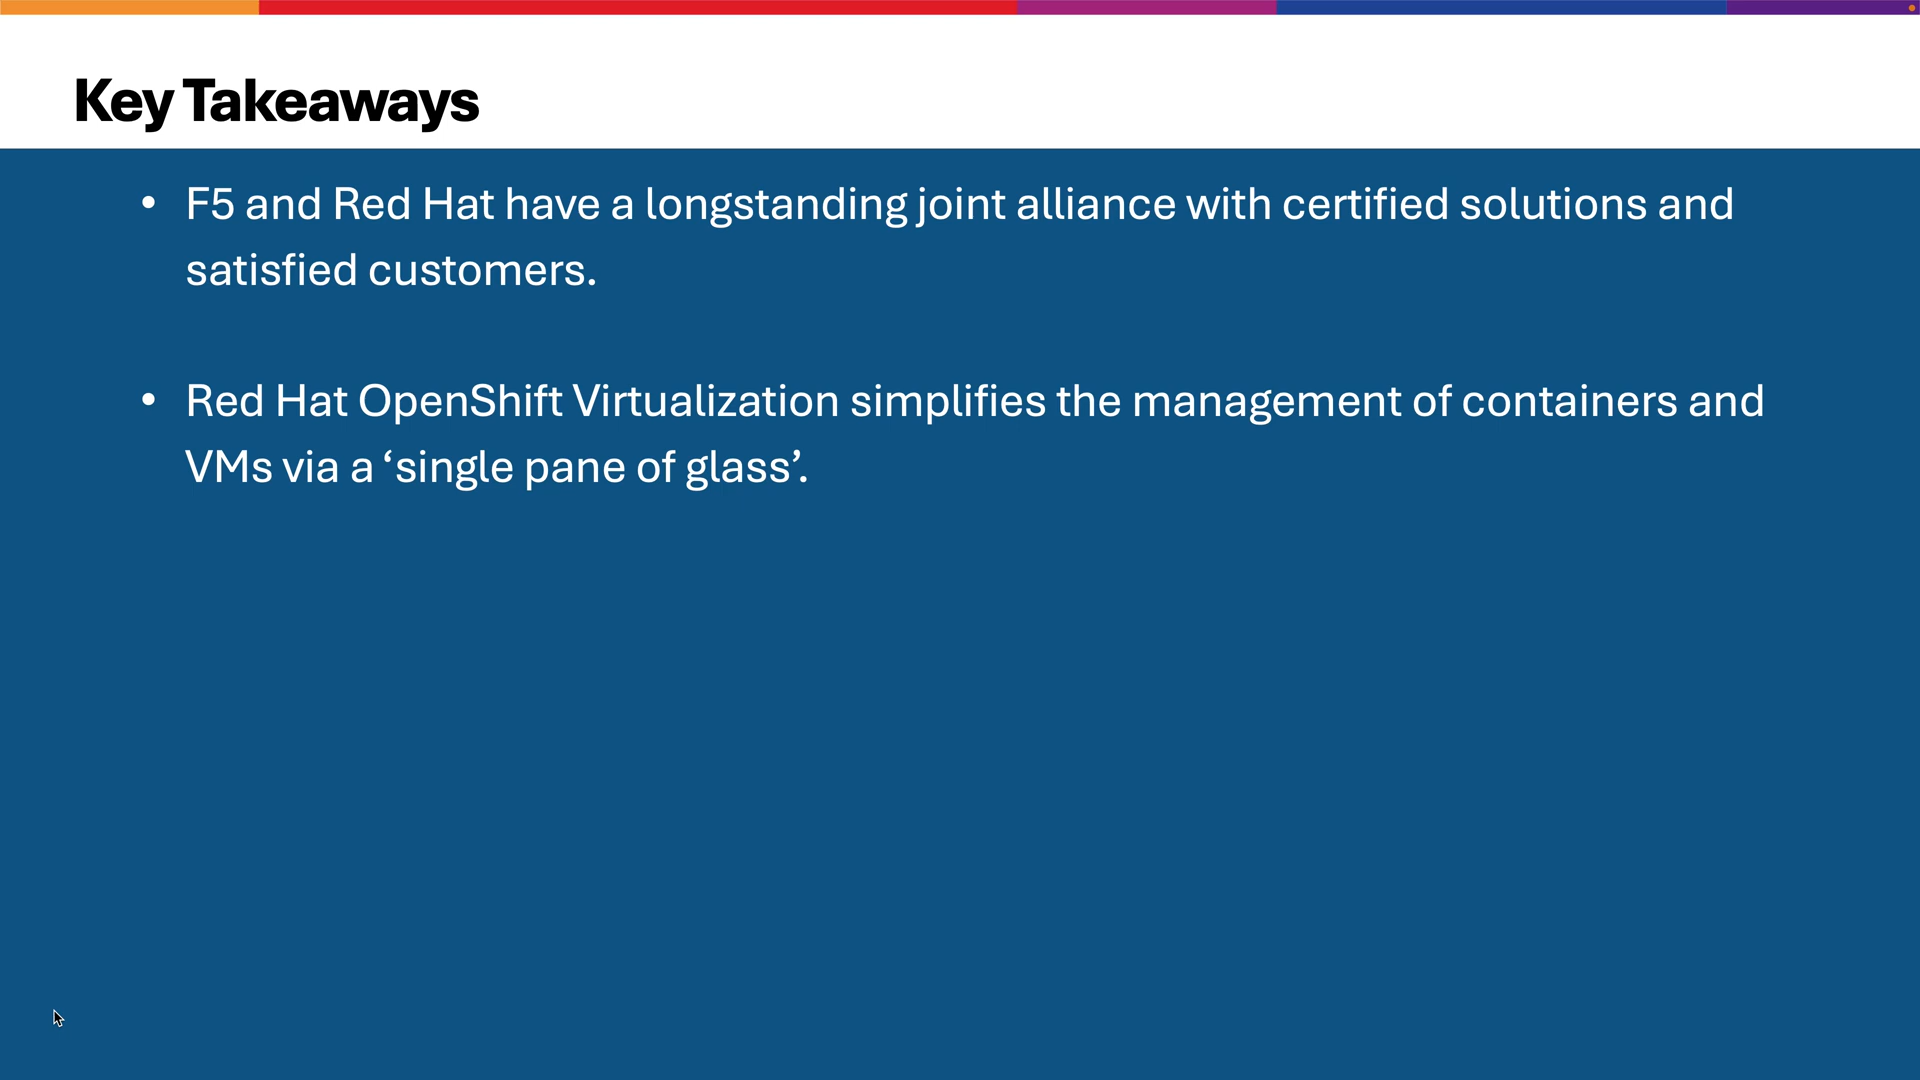 Key Takeaways
• F5 and Red Hat have a longstanding joint alliance with certified solutions and
satisfied customers.
• Red Hat OpenShift Virtualization simplifies the management of containers and
VMs via a ‘single pane of glass’.